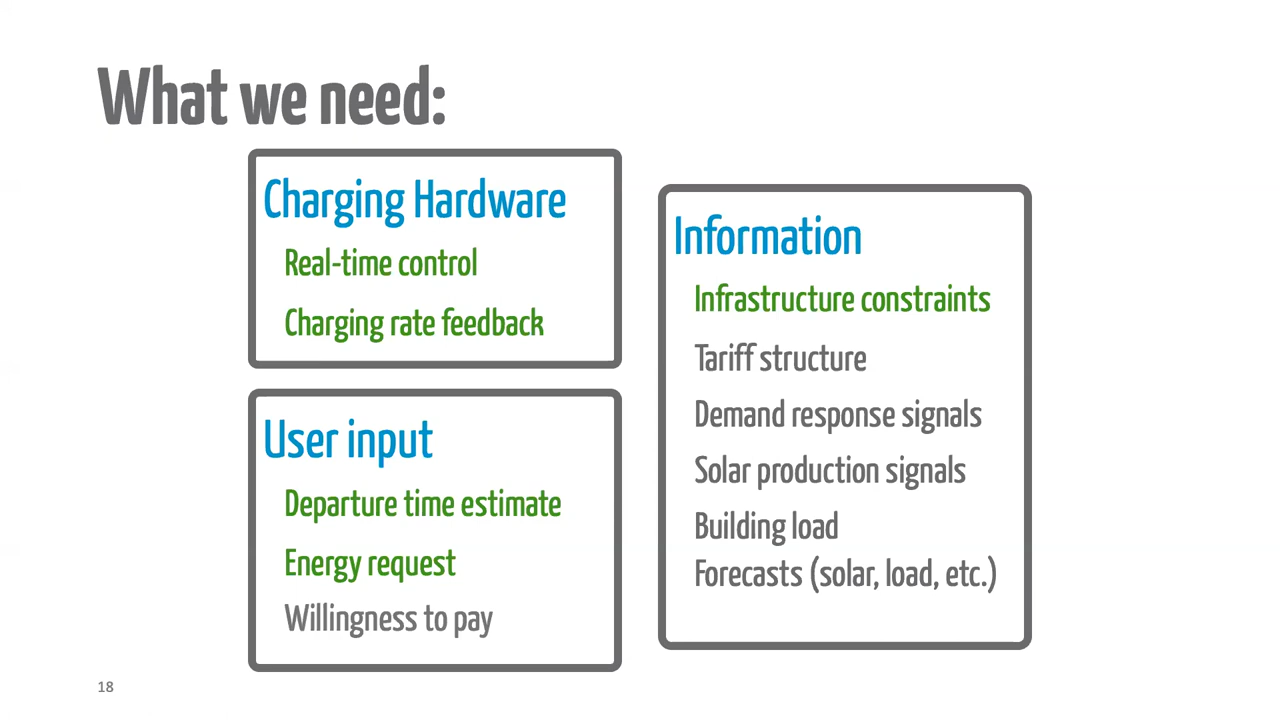 What we need:
Charging Hardware
Real-time control
Charging rate feedback
User input
Departure time estimate
Energy request
Willingness to pay
Information
Infrastructure constraints
Tariff structure
Demand response signals
Solar production signals
Building load
Forecasts (solar, load, etc.)
18